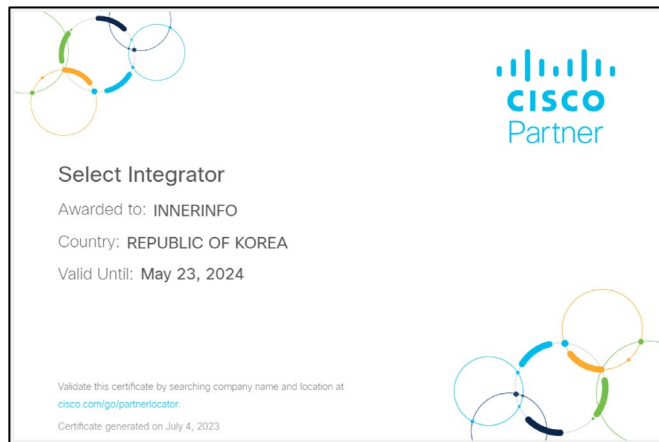 CISCO
Partner
Select Integrator
Awarded to: INNERINFO
Country: REPUBLIC OF KOREA
Valid Until: May 23, 2024
Validate this certificate by searching company name and location at
cisco.com/go/partnerlocator.
Certificate generated on July 4, 2023